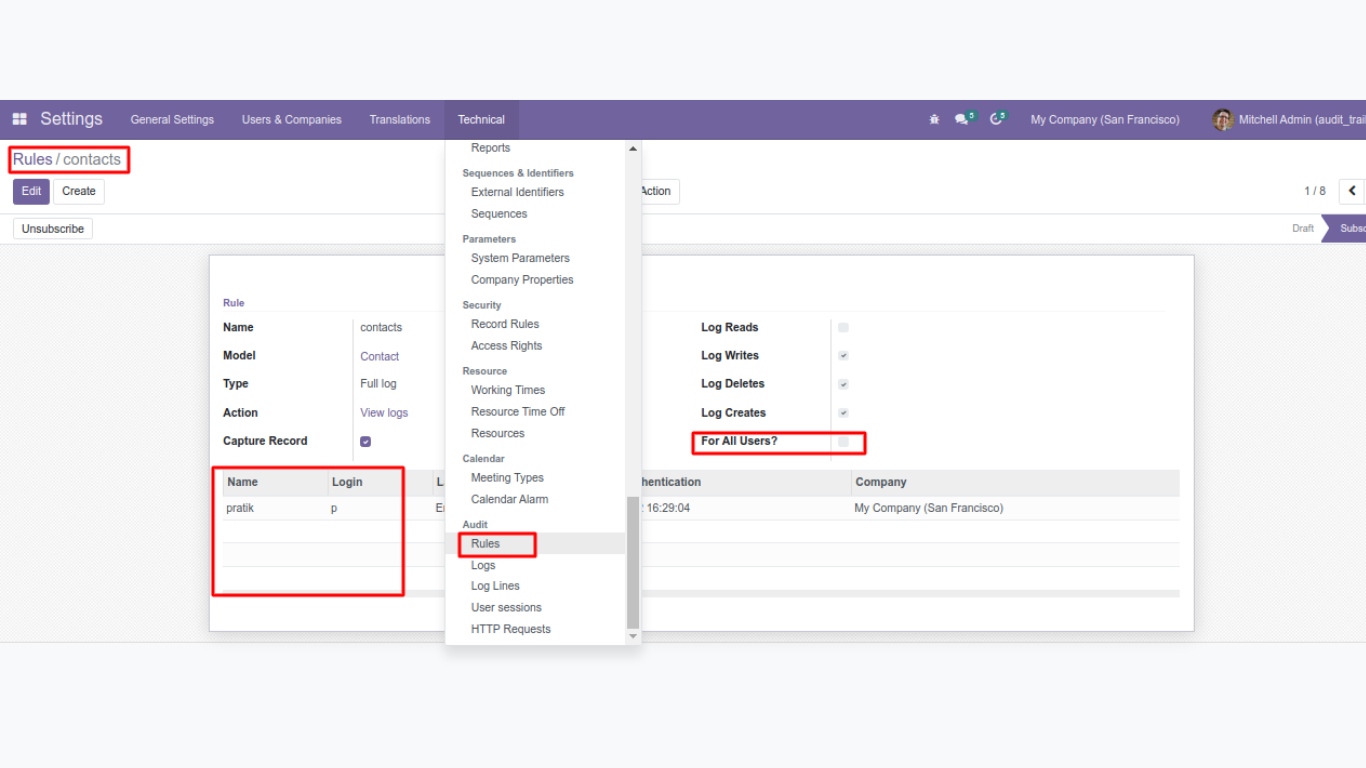 Settings General Settings Users & Companies Translations Technical 5 5 My Company (San Francisco) Mitchell Admin (audit_trail
Rules / contacts
Edit Create Action 1 / 8
Unsubscribe Draft
Reports
Sequences & Identifiers
External Identifiers
Sequences
Parameters
System Parameters
Company Properties
Security
Record Rules
Access Rights
Resource
Working Times
Resource Time Off
Resources
Calendar
Meeting Types
Calendar Alarm
Audit
Rules
Logs
Log Lines
User sessions
HTTP Requests
Rule
Name contacts
Model Contact
Type Full log
Action View logs
Capture Record
Log Reads
Log Writes
Log Deletes
Log Creates
For All Users?
Name Login Company
pratik p 16:29:04 My Company (San Francisco)